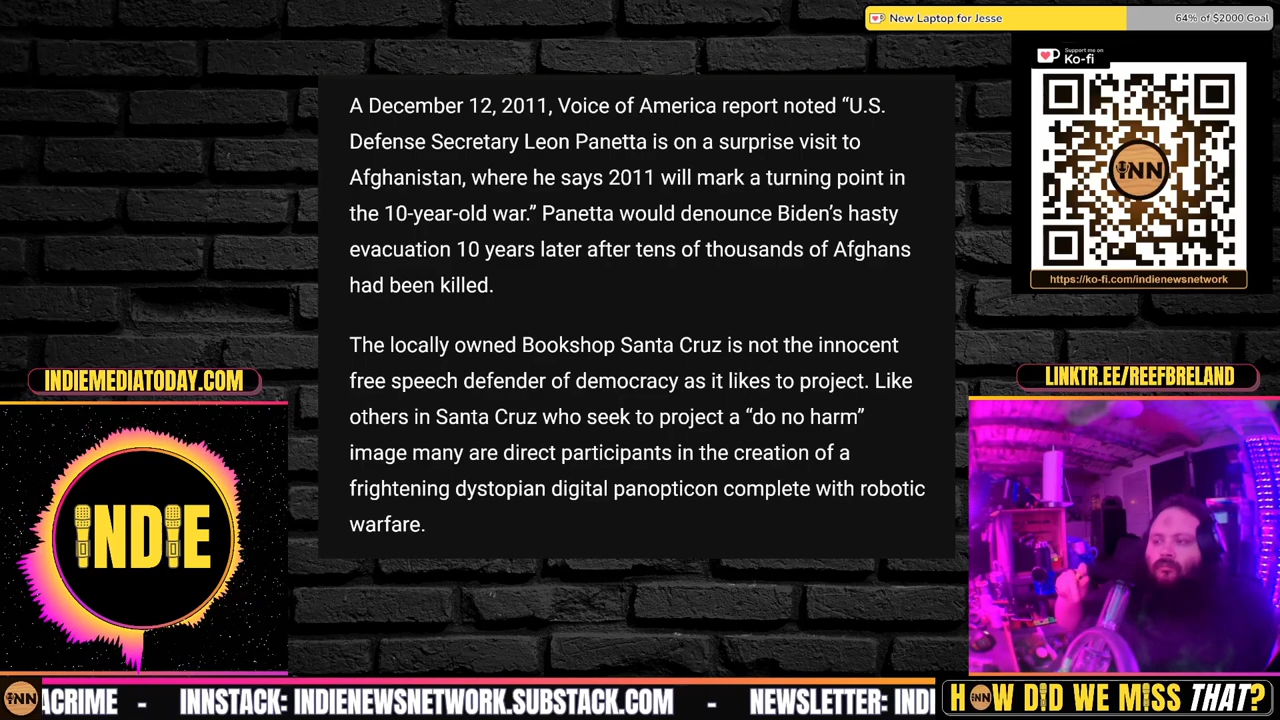 New Laptop for Jesse
64% of $2000 Goal
Support me on
Ko-fi
iNN
https://ko-fi.com/indienewsnetwork
A December 12, 2011, Voice of America report noted “U.S.
Defense Secretary Leon Panetta is on a surprise visit to
Afghanistan, where he says 2011 will mark a turning point in
the 10-year-old war.” Panetta would denounce Biden’s hasty
evacuation 10 years later after tens of thousands of Afghans
had been killed.
The locally owned Bookshop Santa Cruz is not the innocent
free speech defender of democracy as it likes to project. Like
others in Santa Cruz who seek to project a “do no harm”
image many are direct participants in the creation of a
frightening dystopian digital panopticon complete with robotic
warfare.
INDIEMEDIATODAY.COM
LINKTR.EE/REEFBRELAND
iNDiE
iNN
ACRIME - INNSTACK: INDIENEWSNETWORK.SUBSTACK.COM - NEWSLETTER: INDI
HOW DiD WE MiSS THAT?